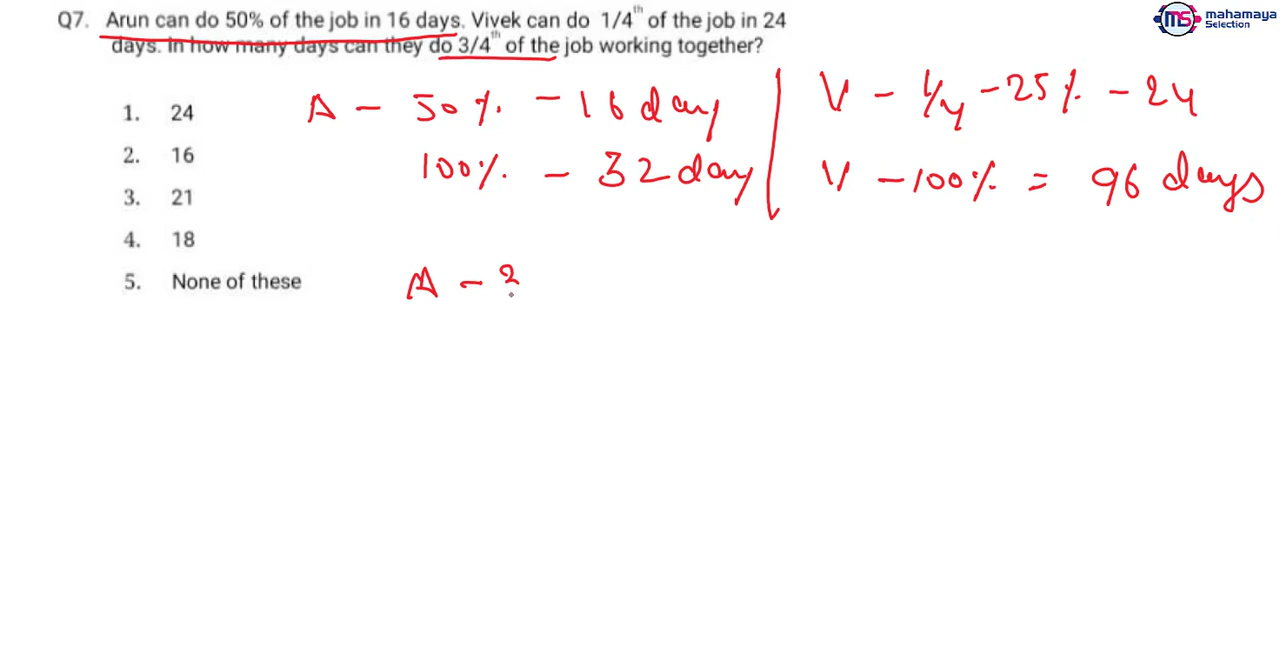 Q7. Arun can do 50% of the job in 16 days. Vivek can do 1/4th of the job in 24
days. In how many days can they do 3/4th of the job working together?
mahamaya
Selection
MS
1. 24
2. 16
3. 21
4. 18
5. None of these
A - 50% - 16 day
100% - 32 day
V - 1/4 - 25% - 24
V - 100% = 96 days
A - 3